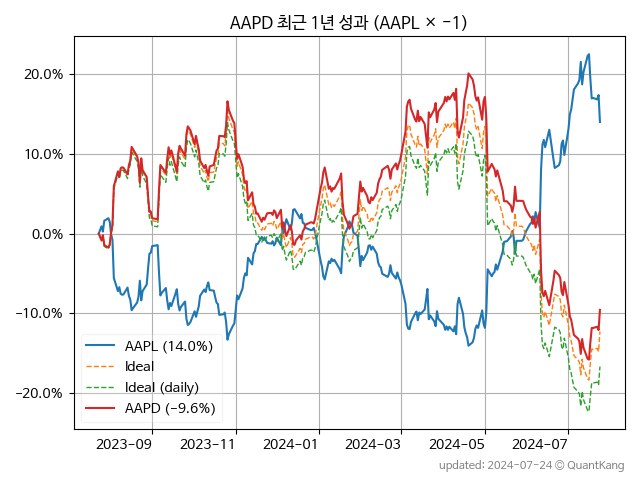 AAPD 최근 1년 성과 (AAPL × −1)
20.0%
10.0%
0.0%
−10.0%
−20.0%
AAPL (14.0%)
Ideal
Ideal (daily)
AAPD (−9.6%)
2023−09 2023−11 2024−01 2024−03 2024−05 2024−07
updated: 2024-07-24 © QuantKang